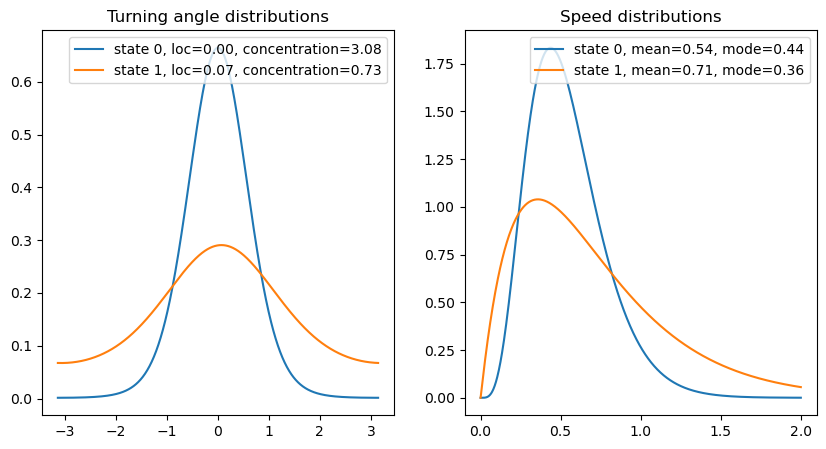 Turning angle distributions
state 0, loc=0.00, concentration=3.08
state 1, loc=0.07, concentration=0.73
0.6
0.5
0.4
0.3
0.2
0.1
0.0
−3 −2 −1 0 1 2 3
Speed distributions
state 0, mean=0.54, mode=0.44
state 1, mean=0.71, mode=0.36
1.75
1.50
1.25
1.00
0.75
0.50
0.25
0.00
0.0 0.5 1.0 1.5 2.0